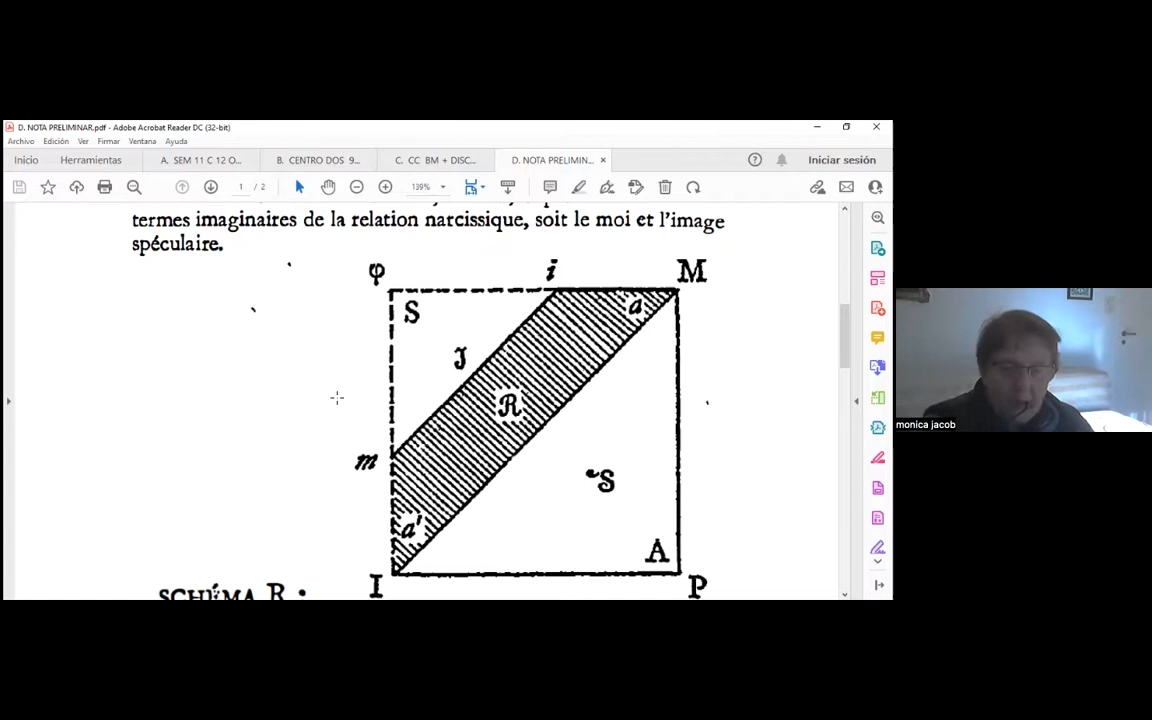 D. NOTA PRELIMINAR.pdf - Adobe Acrobat Reader DC (32-bit)
Archivo Edición Ver Firmar Ventana Ayuda
Inicio Herramientas A. SEM 11 C 12 O... B. CENTRO DOS 9... C. CC BM + DISC... D. NOTA PRELIMIN... × Iniciar sesión
1 / 2 139%
termes imaginaires de la relation narcissique, soit le moi et l'image
spéculaire.
φ i M
S a
J
R
m S
a'
A
I P
SCHÉMA R :
monica jacob